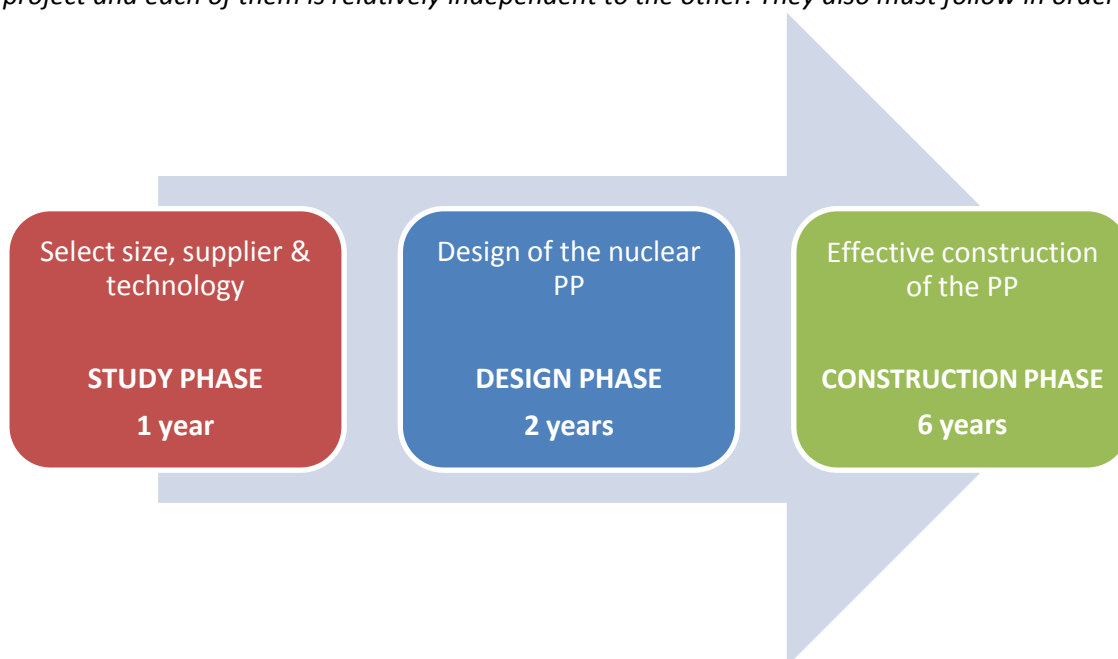 project and each of them is relatively independent to the other. They also must follow in order
Select size, supplier &
technology
STUDY PHASE
1 year
Design of the nuclear
PP
DESIGN PHASE
2 years
Effective construction
of the PP
CONSTRUCTION PHASE
6 years